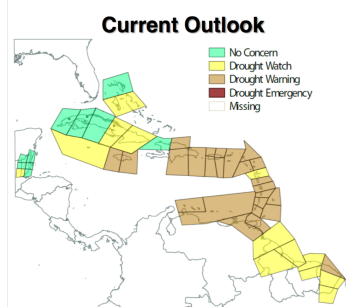 Current Outlook
No Concern
Drought Watch
Drought Warning
Drought Emergency
Missing